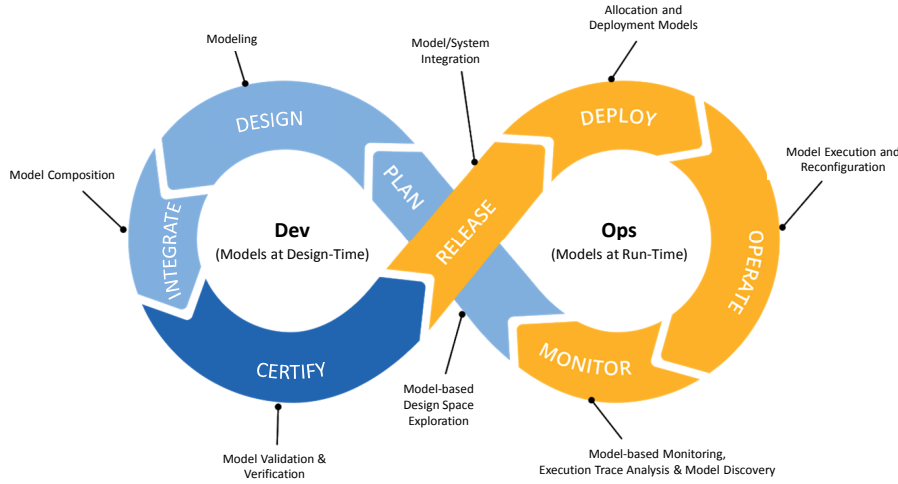 Allocation and
Deployment Models
Modeling
Model/System
Integration
DESIGN
DEPLOY
Model Composition
PLAN
Model Execution and
Reconfiguration
INTEGRATE
Dev
(Models at Design-Time)
RELEASE
Ops
(Models at Run-Time)
OPERATE
CERTIFY
MONITOR
Model-based
Design Space
Exploration
Model Validation &
Verification
Model-based Monitoring,
Execution Trace Analysis & Model Discovery